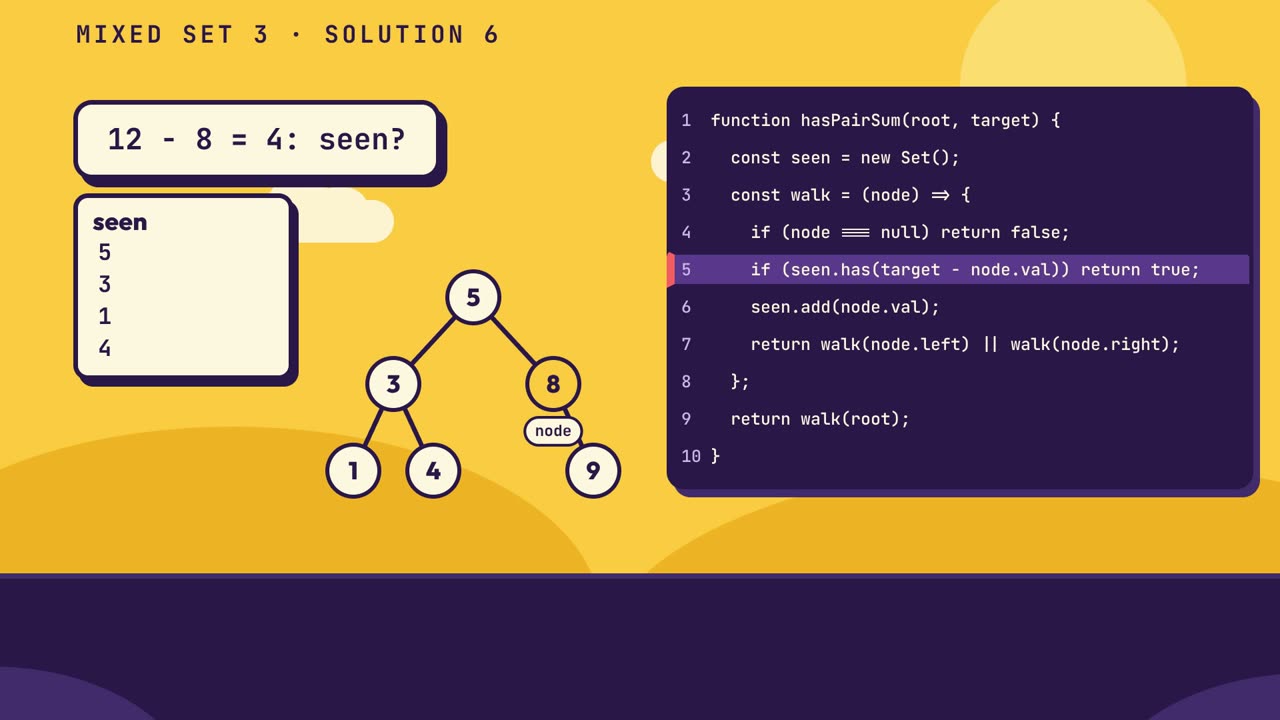 MIXED SET 3 · SOLUTION 6
12 - 8 = 4: seen?
seen
5
3
1
4
5
3
8
node
1
4
9
1 function hasPairSum(root, target) {
2 const seen = new Set();
3 const walk = (node) => {
4 if (node === null) return false;
5 if (seen.has(target - node.val)) return true;
6 seen.add(node.val);
7 return walk(node.left) || walk(node.right);
8 };
9 return walk(root);
10 }